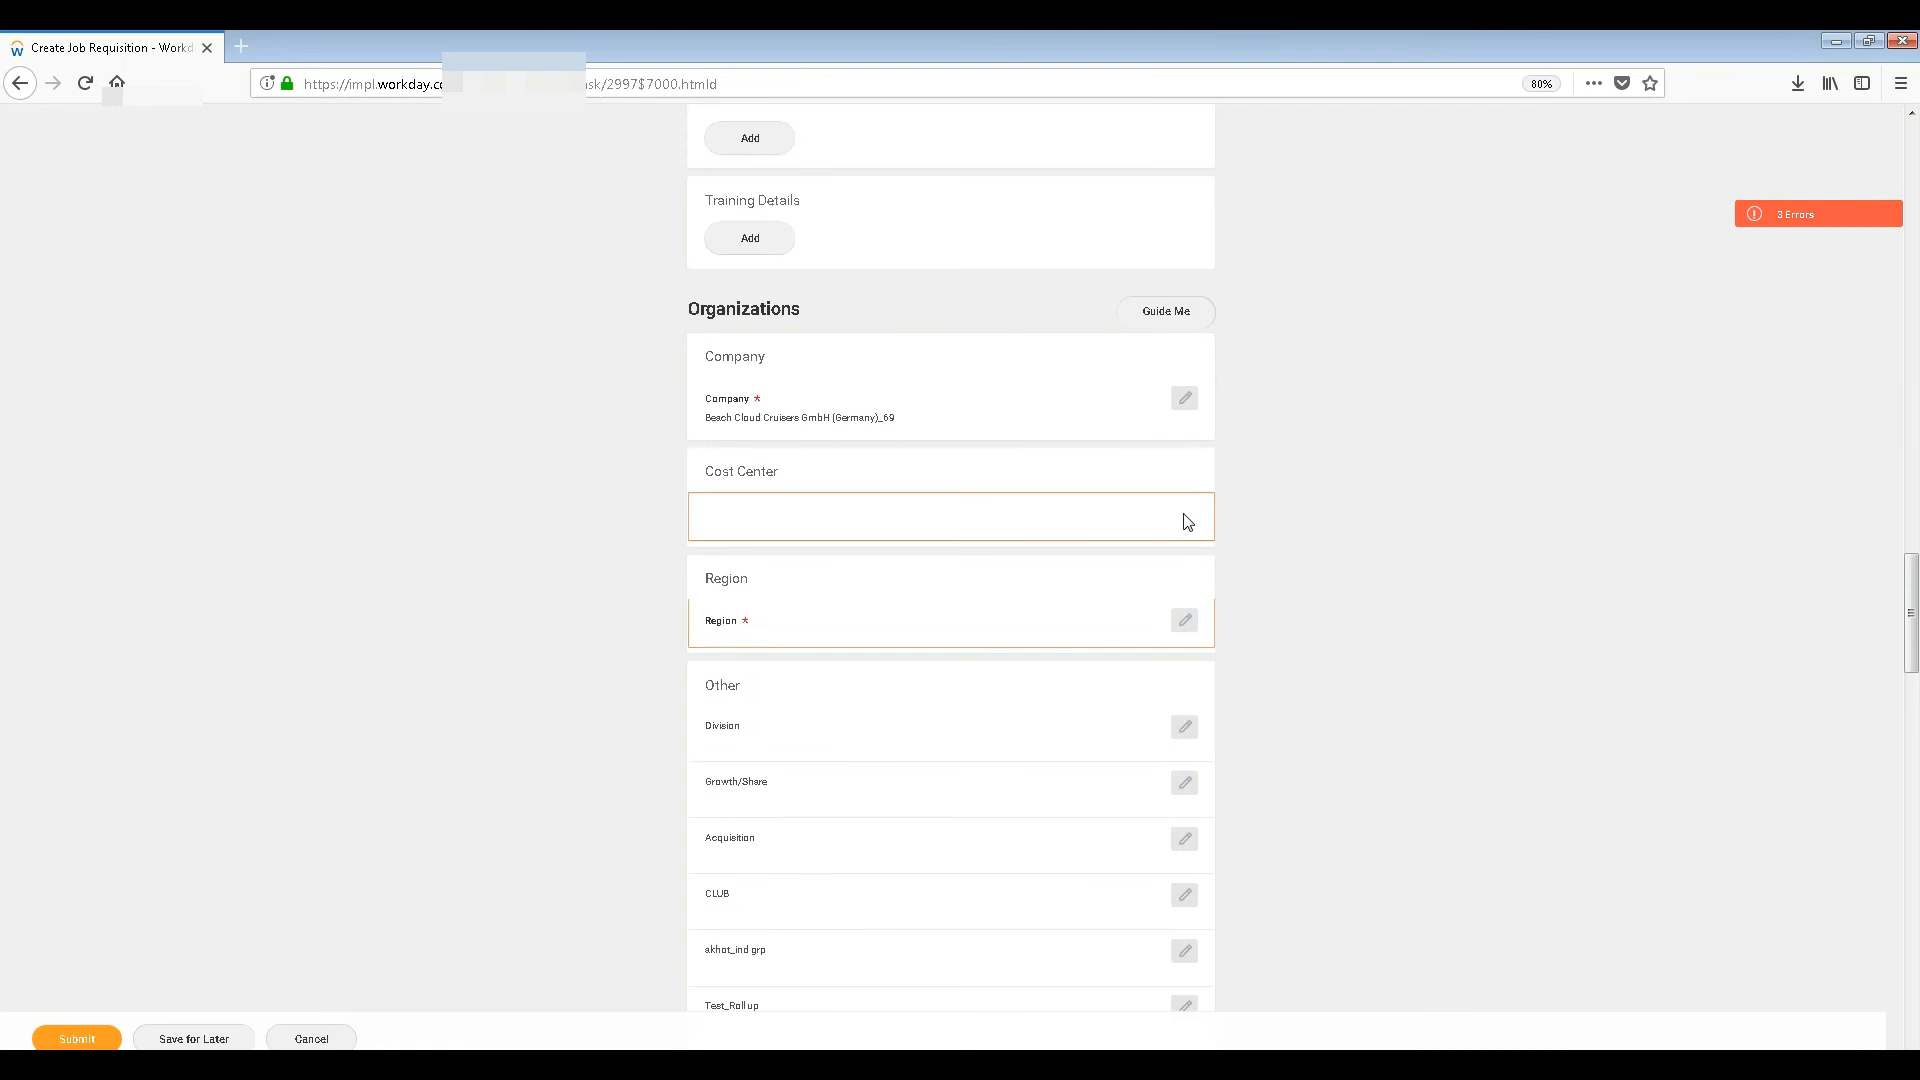 Create Job Requisition - Workd
https://impl.workday.c
sk/2997$7000.htmld
80%
Add
Training Details
Add
3 Errors
Organizations
Guide Me
Company
Company *
Beach Cloud Cruisers GmbH (Germany)_69
Cost Center
Region
Region *
Other
Division
Growth/Share
Acquisition
CLUB
akhot_ind grp
Test_Rollup
Submit
Save for Later
Cancel